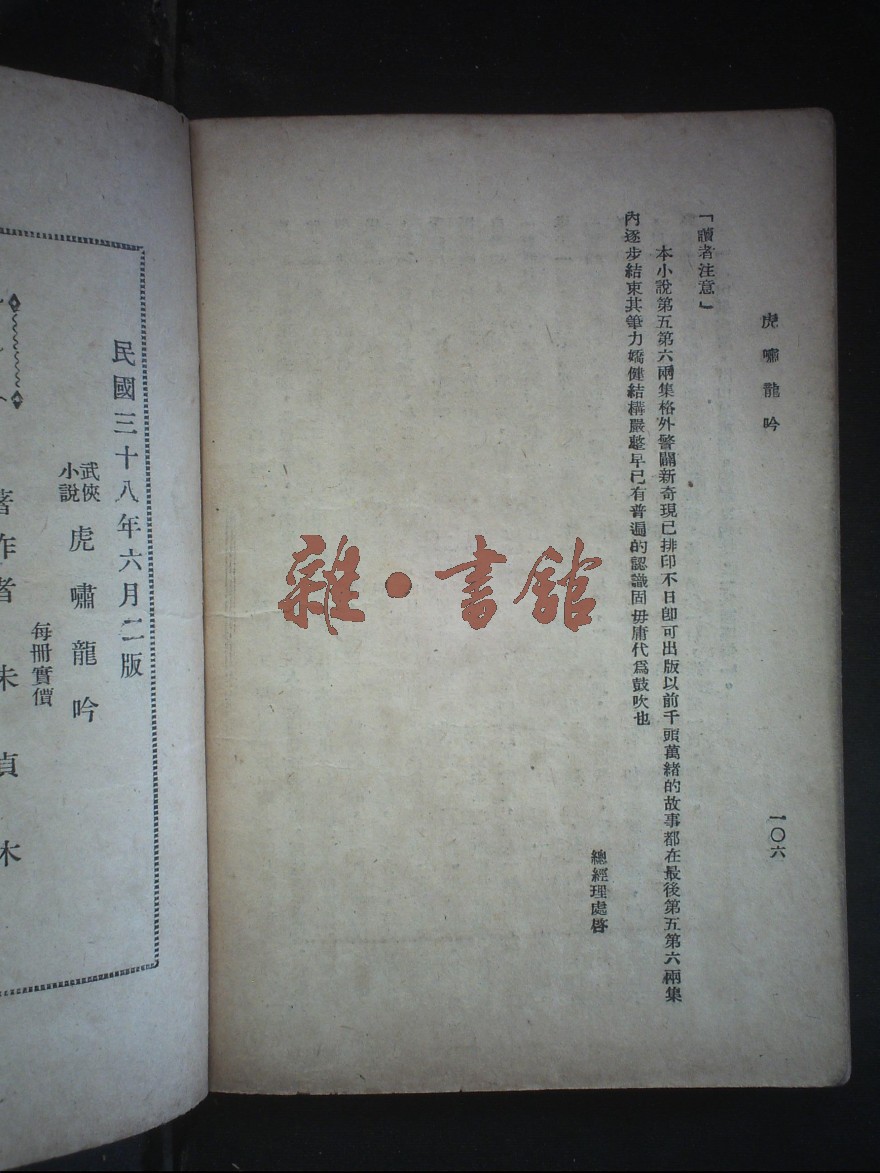 虎嘯龍吟
一〇六
「讀者注意」
本小說第五第六兩集格外警闢新奇現已排印不日卽可出版以前千頭萬緒的故事都在最後第五第六兩集
內逐步結束其筆力嬌健結構嚴整早已有普遍的認識固毋庸代爲鼓吹也
總經理處啓
雜·書館
民國三十八年六月二版
武俠
小說
虎嘯龍吟
每冊實價
著作者 朱貞木